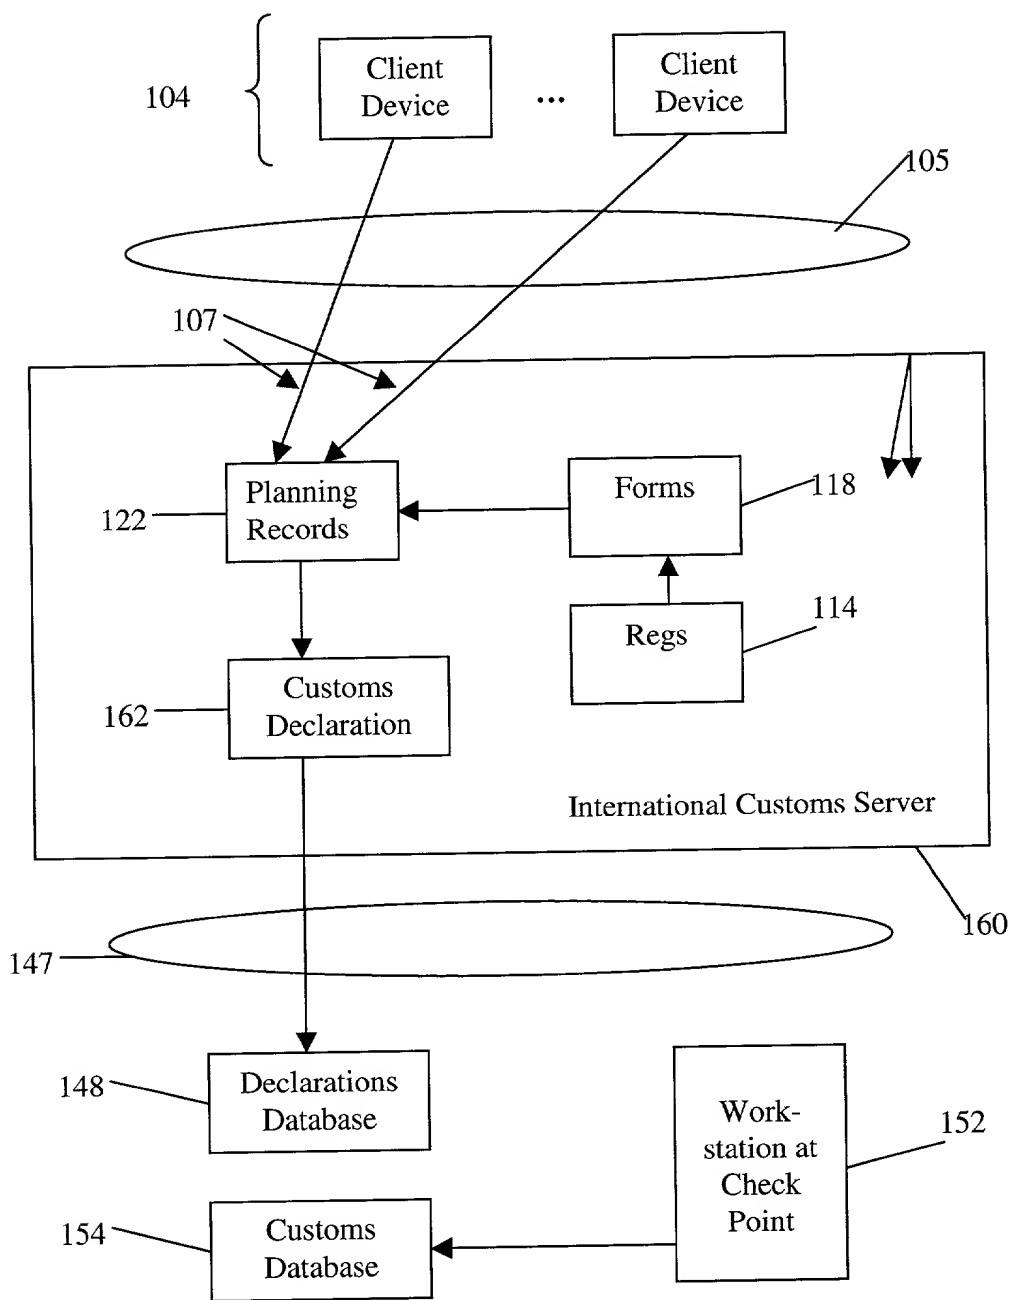 Client
Device
...
Client
Device
104
105
107
Planning
Records
122
Forms
118
Regs
114
Customs
Declaration
162
International Customs Server
160
147
Declarations
Database
148
Work-
station at
Check
Point
152
Customs
Database
154